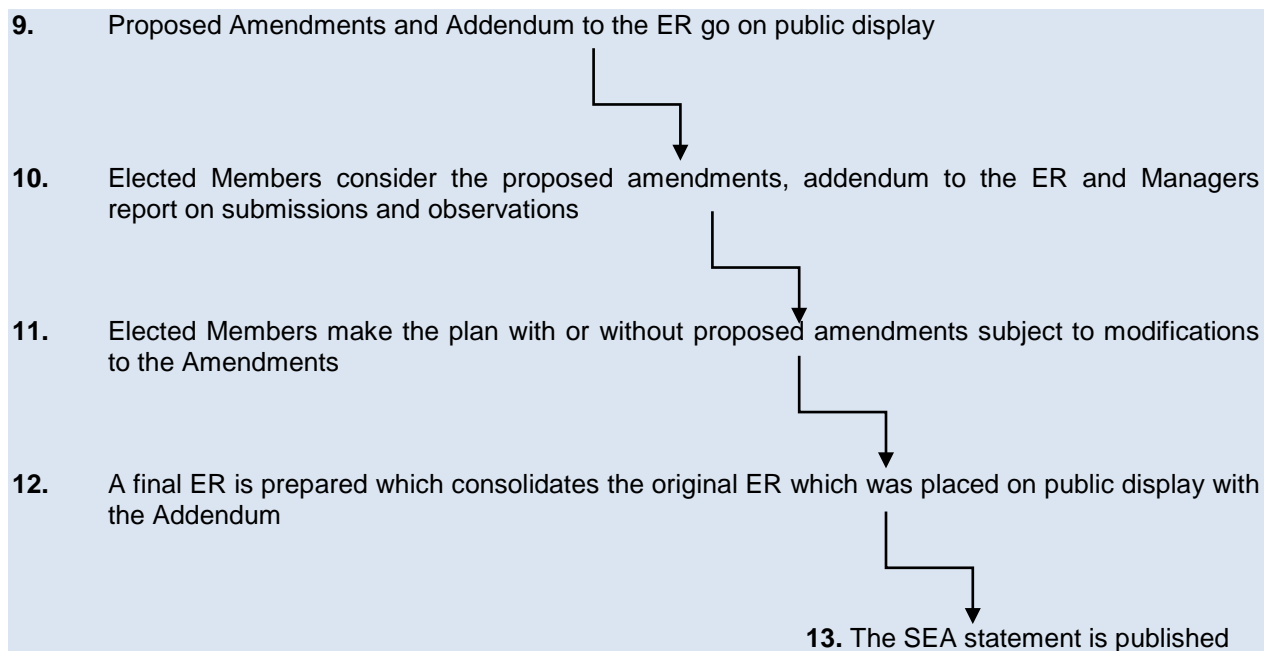 9. Proposed Amendments and Addendum to the ER go on public display
10. Elected Members consider the proposed amendments, addendum to the ER and Managers
report on submissions and observations
11. Elected Members make the plan with or without proposed amendments subject to modifications
to the Amendments
12. A final ER is prepared which consolidates the original ER which was placed on public display with
the Addendum
13. The SEA statement is published